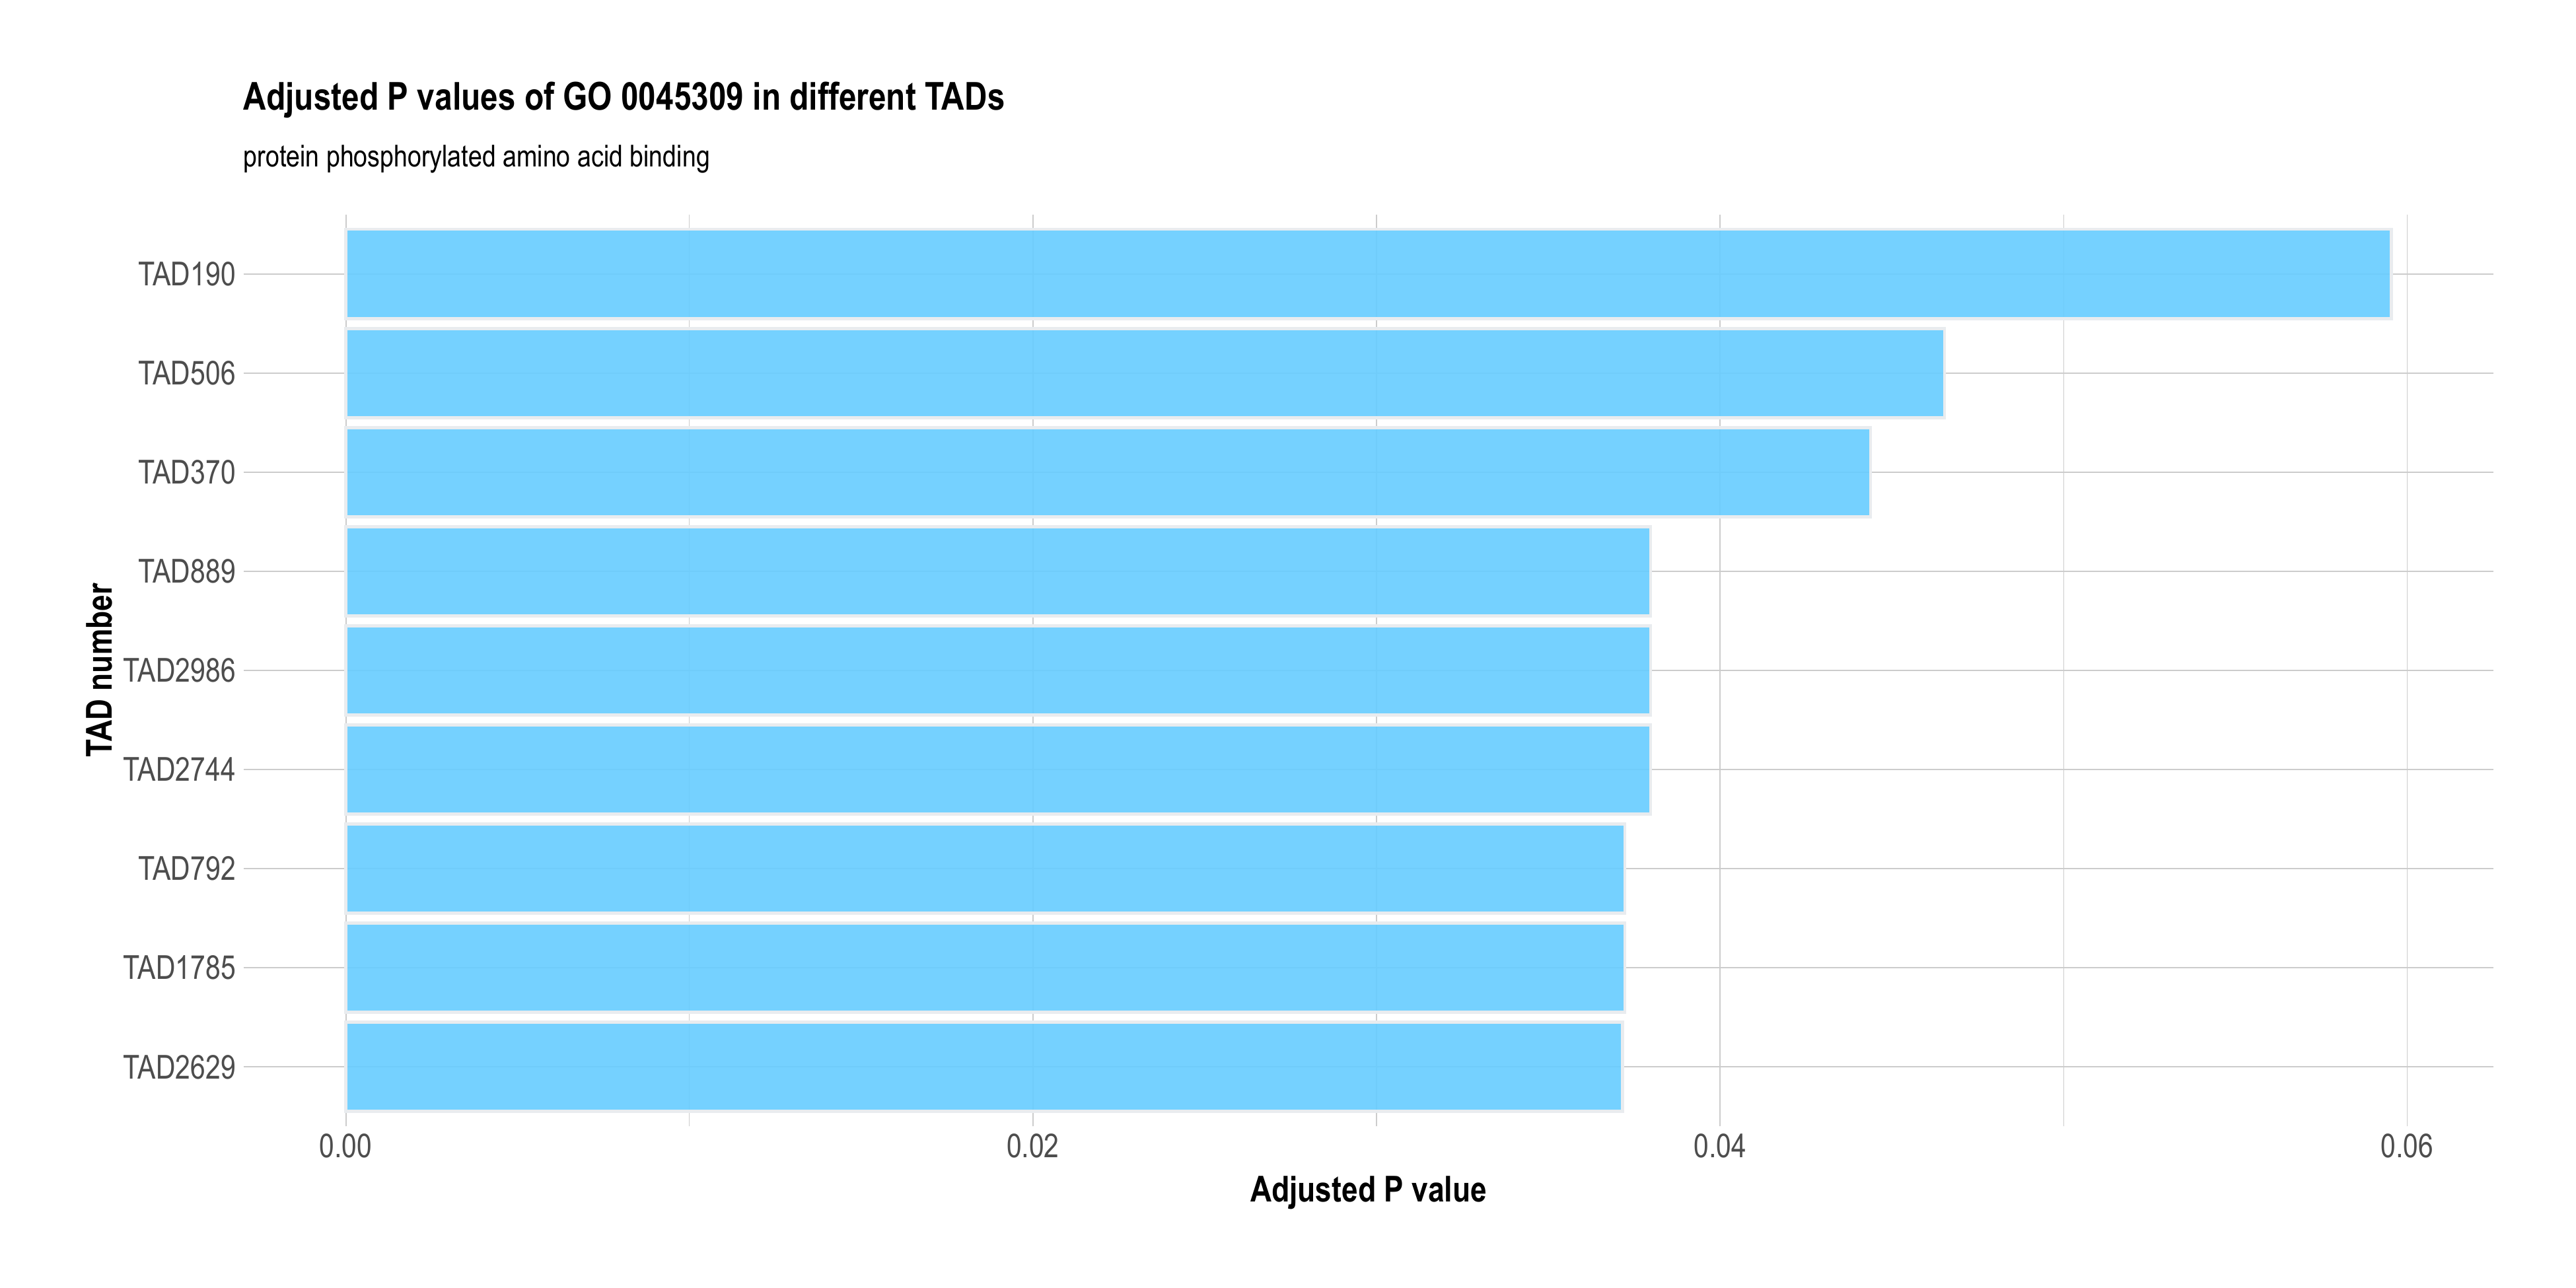 Adjusted P values of GO 0045309 in different TADs
protein phosphorylated amino acid binding
TAD number
TAD190
TAD506
TAD370
TAD889
TAD2986
TAD2744
TAD792
TAD1785
TAD2629
0.00 0.02 0.04 0.06
Adjusted P value